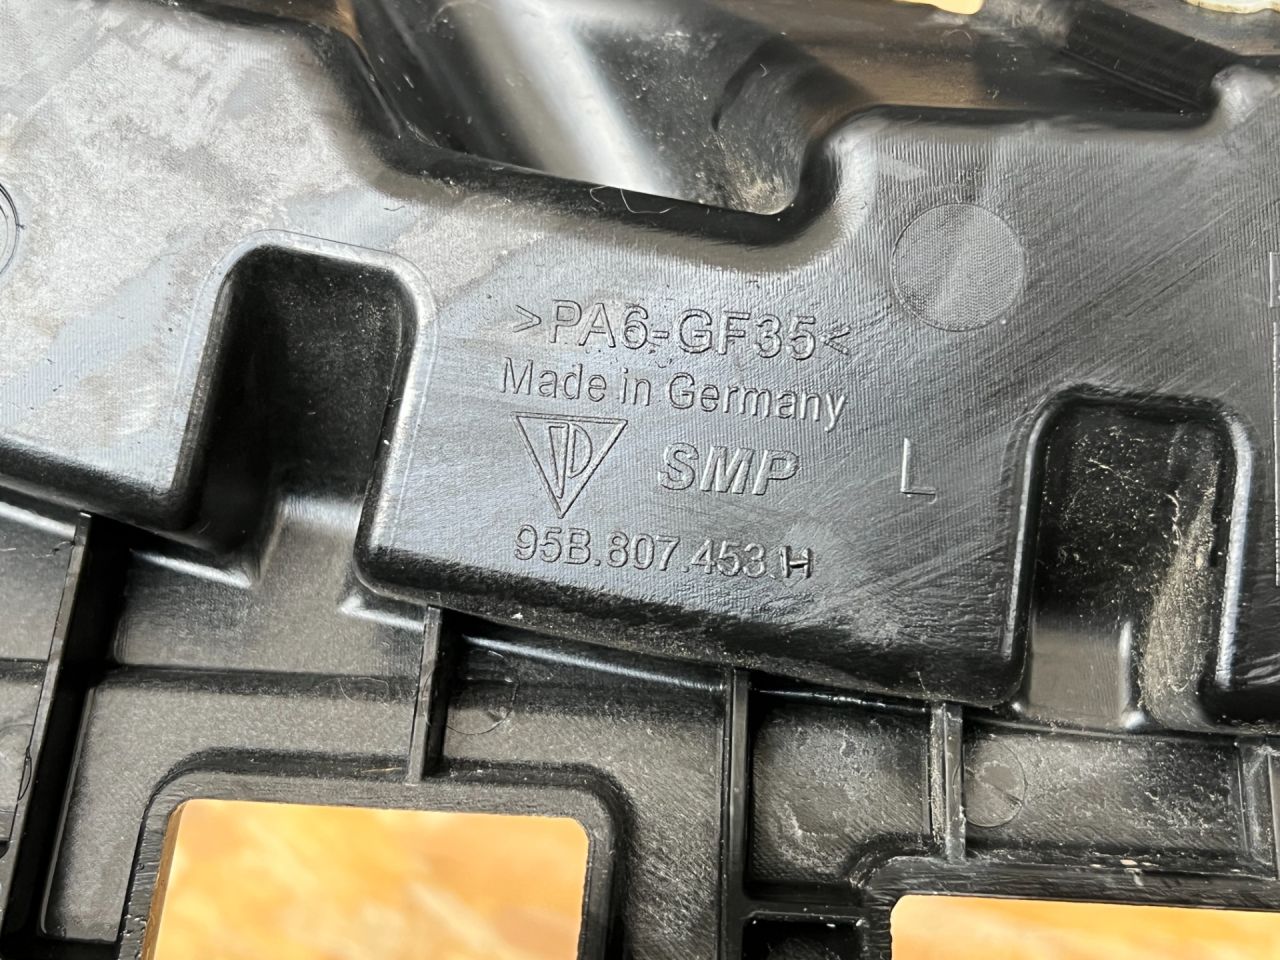 >PA6-GF35<
Made in Germany
SMP
L
95B.807.453.H